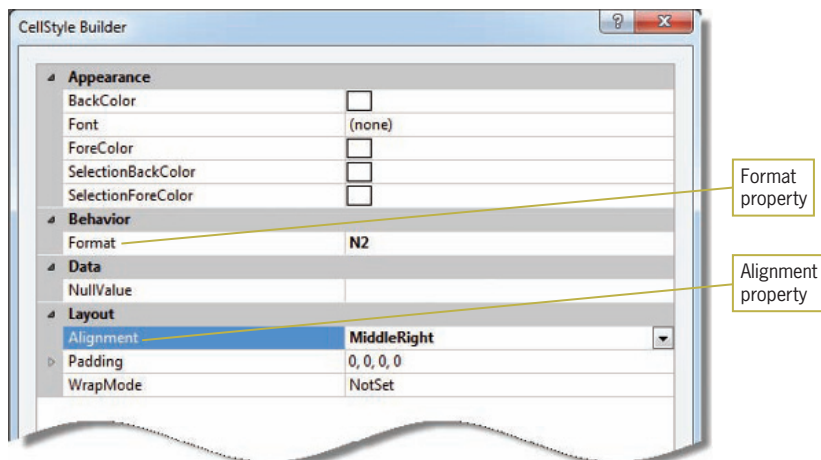 CellStyle Builder
Appearance
BackColor
Font (none)
ForeColor
SelectionBackColor
SelectionForeColor
Behavior
Format N2
Data
NullValue
Layout
Alignment MiddleRight
Padding 0, 0, 0, 0
WrapMode NotSet
Format
property
Alignment
property